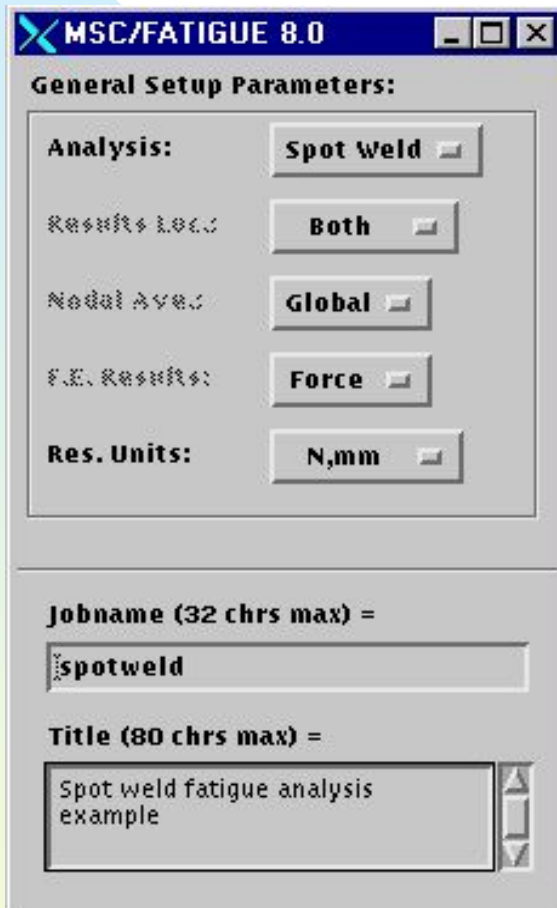 MSC/FATIGUE 8.0
General Setup Parameters:
Analysis: Spot Weld
Results Loc.: Both
Nodal Ave.: Global
F.E. Results: Force
Res. Units: N,mm
Jobname (32 chrs max) =
spotweld
Title (80 chrs max) =
Spot weld fatigue analysis
example